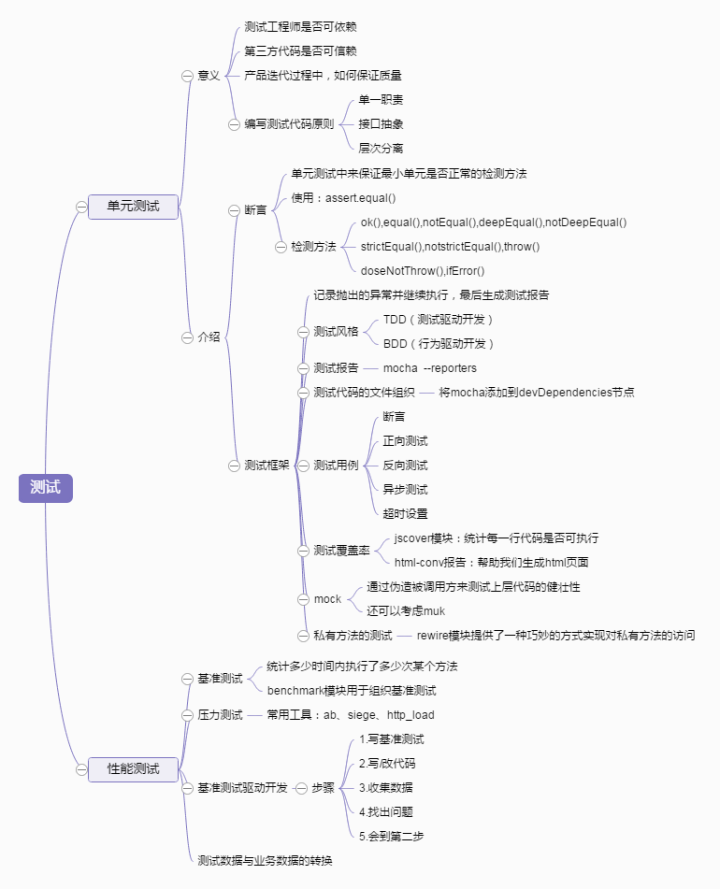 测试工程师是否可依赖
第三方代码是否可信赖
意义
产品迭代过程中，如何保证质量
单一职责
编写测试代码原则
接口抽象
层次分离
单元测试中来保证最小单元是否正常的检测方法
单元测试
断言
使用：assert.equal()
ok(),equal(),notEqual(),deepEqual(),notDeepEqual()
检测方法
strictEqual(),notstrictEqual(),throw()
doseNotThrow(),ifError()
记录抛出的异常并继续执行，最后生成测试报告
介绍
测试风格
TDD（测试驱动开发）
BDD（行为驱动开发）
测试报告
mocha --reporters
测试代码的文件组织
将mocha添加到devDependencies节点
断言
正向测试
测试框架
测试用例
反向测试
测试
异步测试
超时设置
测试覆盖率
jscover模块：统计每一行代码是否可执行
html-conv报告：帮助我们生成html页面
mock
通过伪造被调用方来测试上层代码的健壮性
还可以考虑muk
私有方法的测试
rewire模块提供了一种巧妙的方式实现对私有方法的访问
基准测试
统计多少时间内执行了多少次某个方法
benchmark模块用于组织基准测试
压力测试
常用工具：ab、siege、http_load
1.写基准测试
性能测试
2.写/改代码
基准测试驱动开发
步骤
3.收集数据
4.找出问题
5.会到第二步
测试数据与业务数据的转换